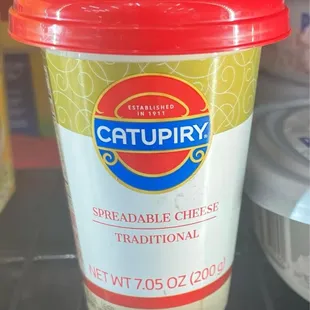 ESTABLISHED
IN 1911
CATUPIRY
SPREADABLE CHEESE
TRADITIONAL
NET WT 7.05 OZ (200 g)